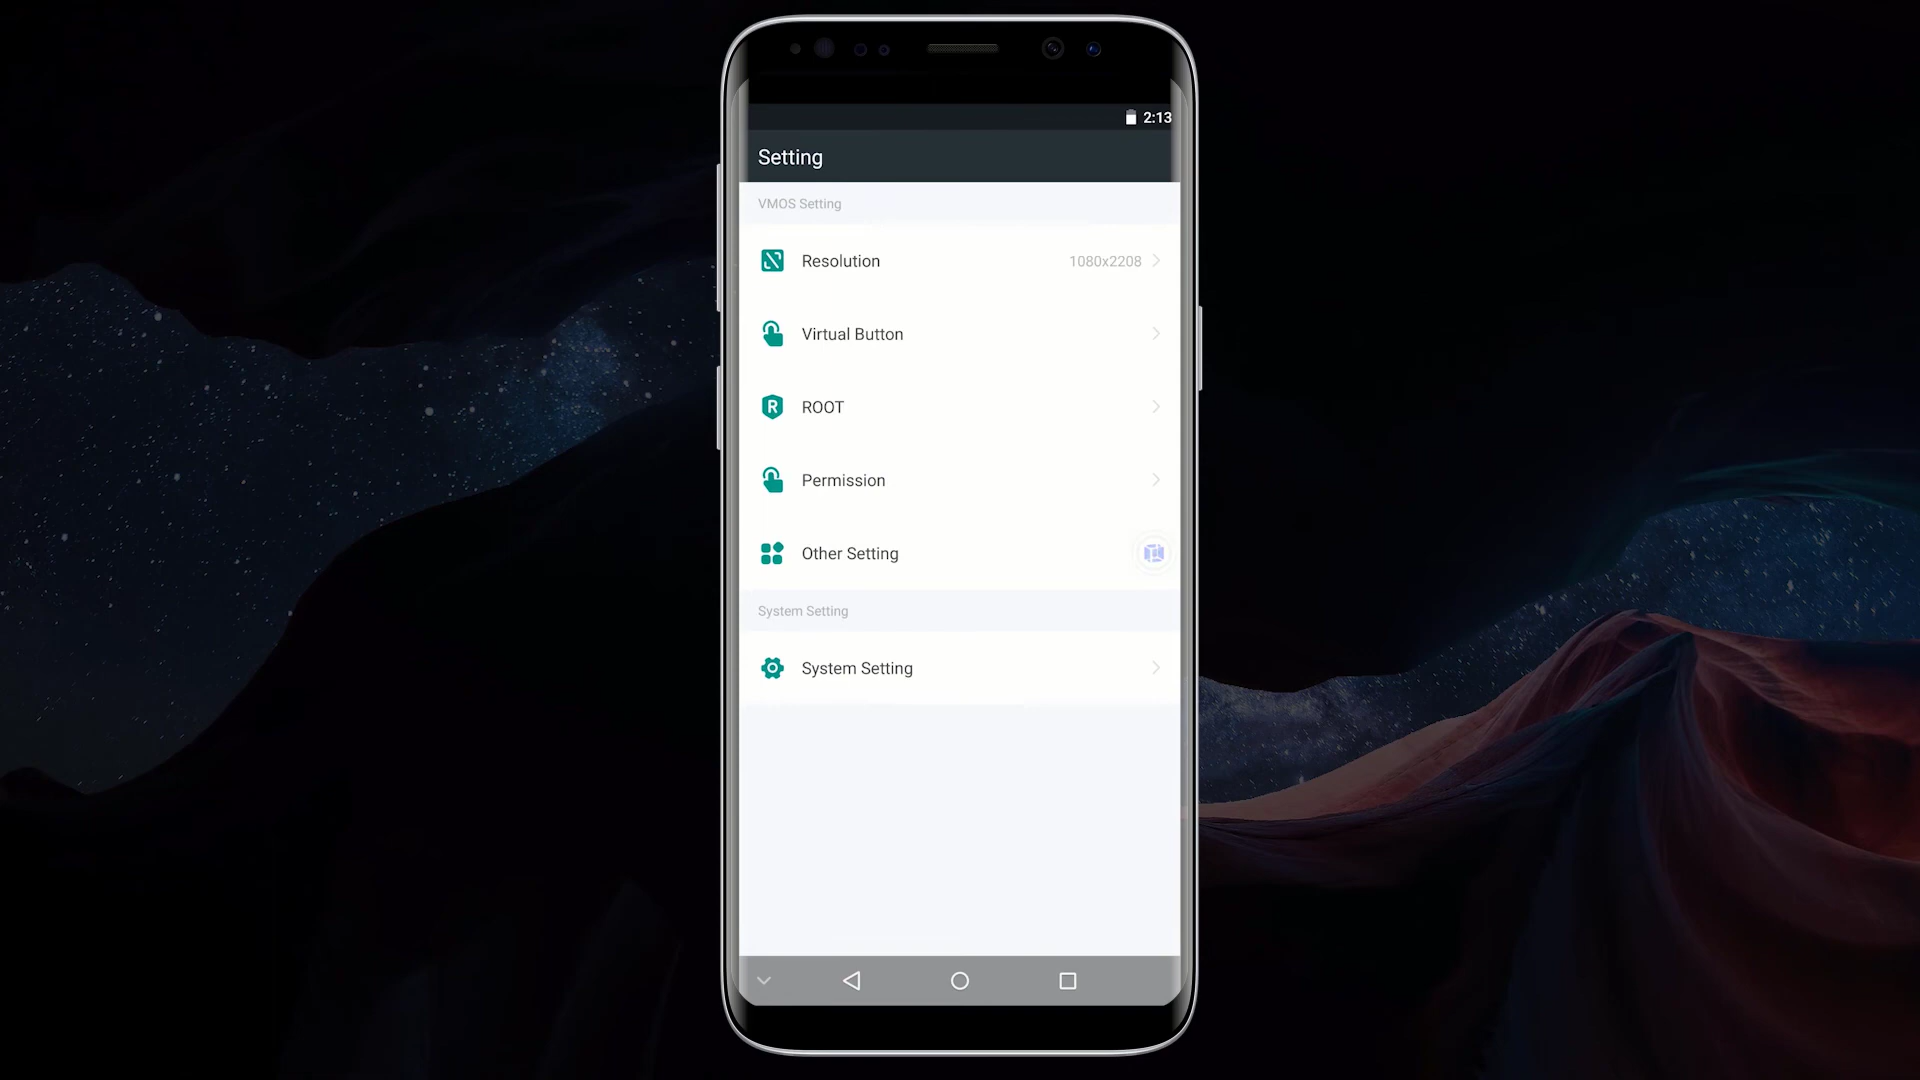 2:13
Setting
VMOS Setting
Resolution 1080x2208
Virtual Button
ROOT
Permission
Other Setting
System Setting
System Setting